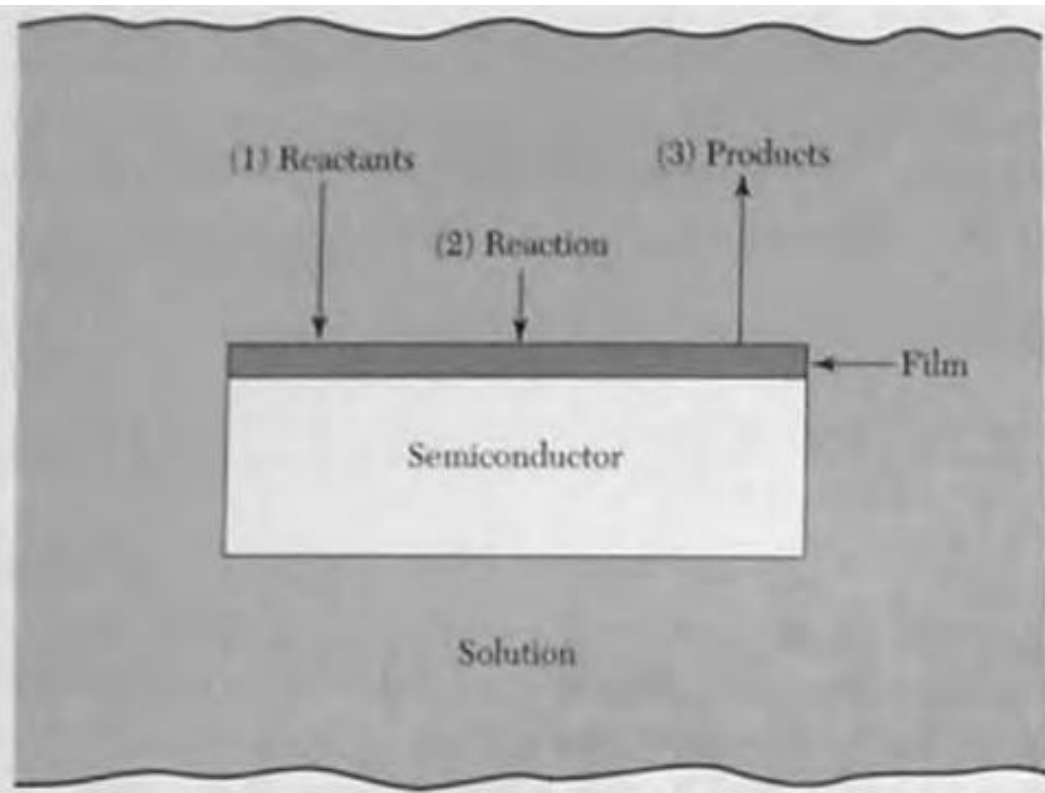 (1) Reactants
(3) Products
(2) Reaction
Film
Semiconductor
Solution